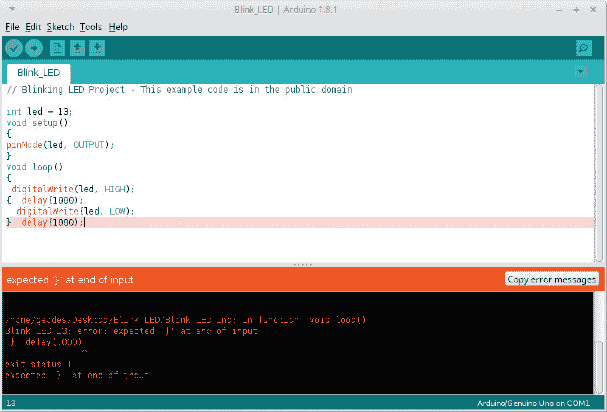 Blink_LED | Arduino 1.8.1
File Edit Sketch Tools Help
Blink_LED
// Blinking LED Project - This example code is in the public domain
int led = 13;
void setup()
{
pinMode(led, OUTPUT);
}
void loop()
{
digitalWrite(led, HIGH);
{ delay(1000);
digitalWrite(led, LOW);
} delay(1000);
expected '}' at end of input
Copy error messages
/Desktop/Blink_LED/Blink_LED.ino: In function 'void loop()
Blink_LED:13: error: expected '}' at end of input
} delay(1000)
^
exit status 1
expected '}' at end of input
13
Arduino/Genuino Uno on COM1